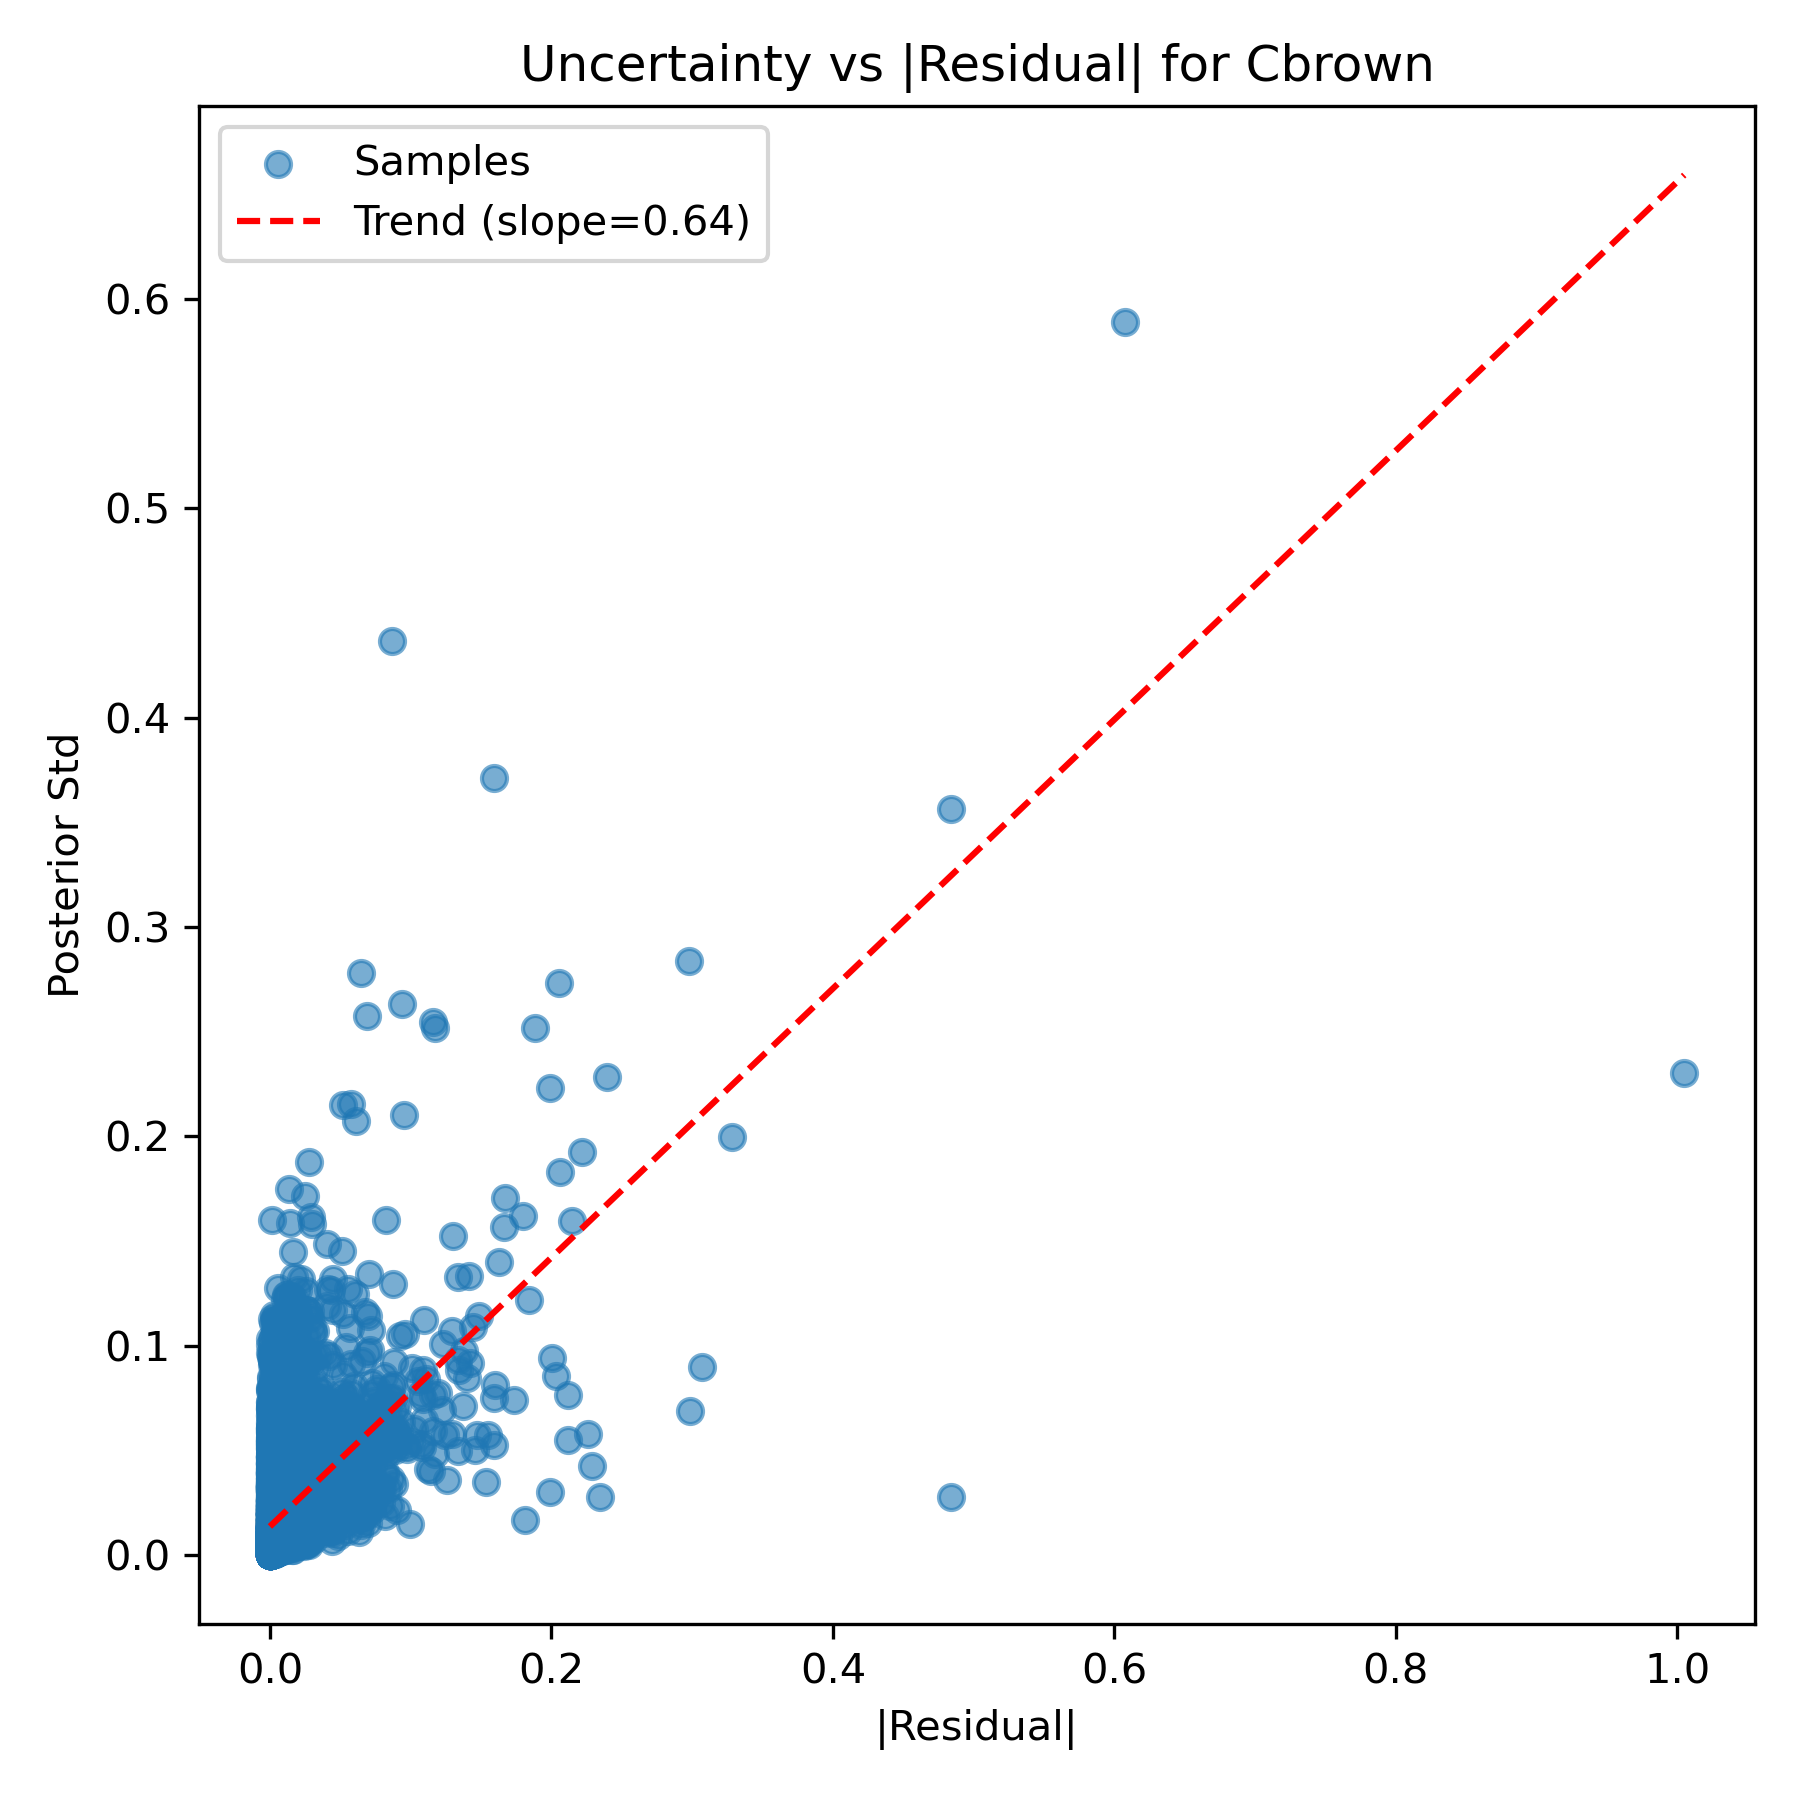 Uncertainty vs |Residual| for Cbrown
Samples
Trend (slope=0.64)
Posterior Std
0.6
0.5
0.4
0.3
0.2
0.1
0.0
0.0 0.2 0.4 0.6 0.8 1.0
|Residual|